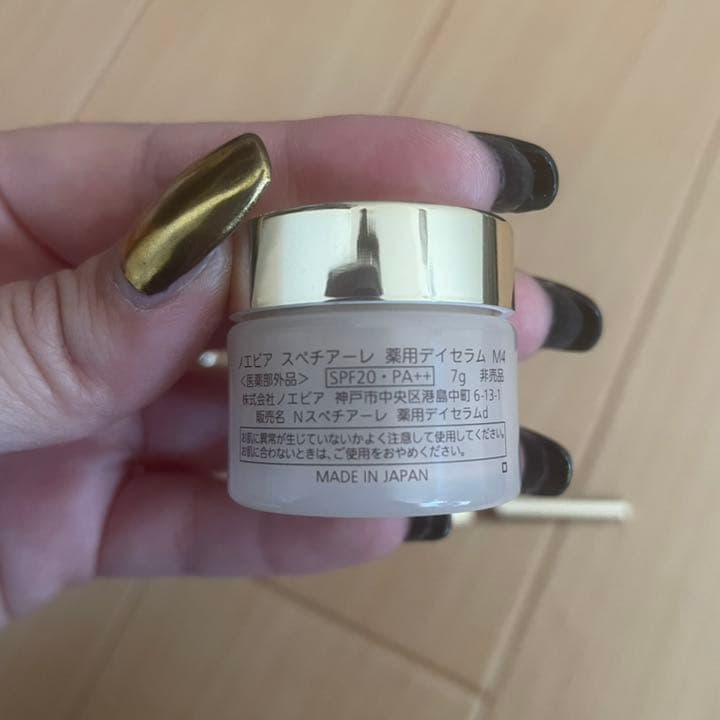 ノエビア スペチアーレ 薬用デイセラム M4
<医薬部外品> SPF20・PA++ 7g 非売品
株式会社ノエビア 神戸市中央区港島中町 6-13-1
販売名 Nスペチアーレ 薬用デイセラムd
お肌に異常が生じていないかよく注意して使用してください。
お肌に合わないときは、ご使用をおやめください。
MADE IN JAPAN